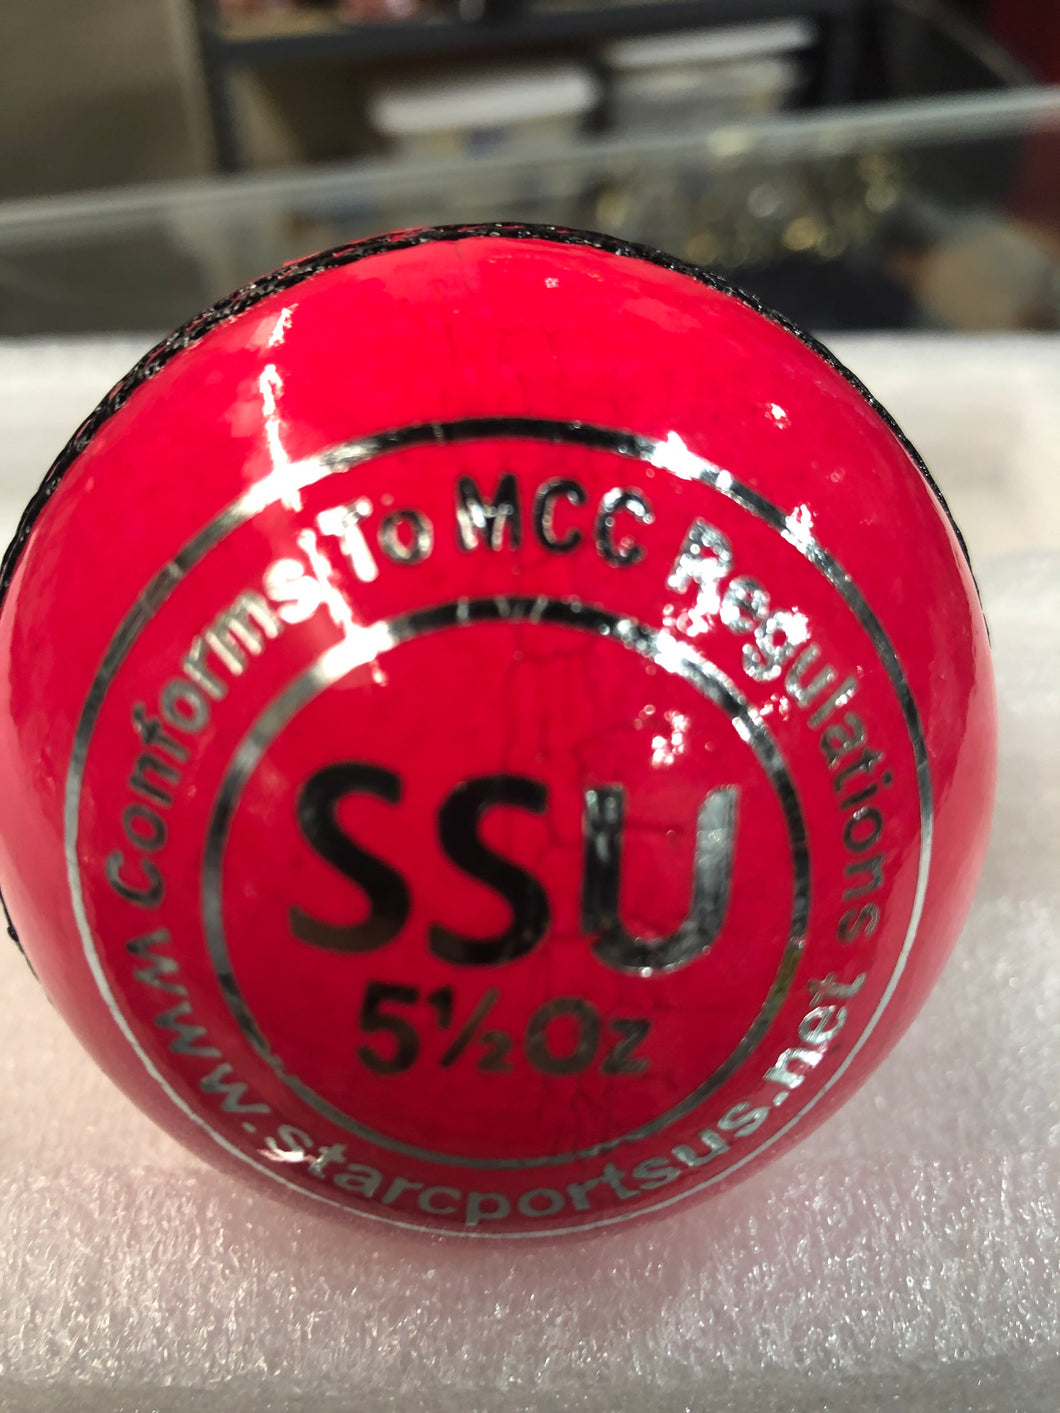 Conforms To MCC Regulations
SSU
5½Oz
www.starcportsus.net